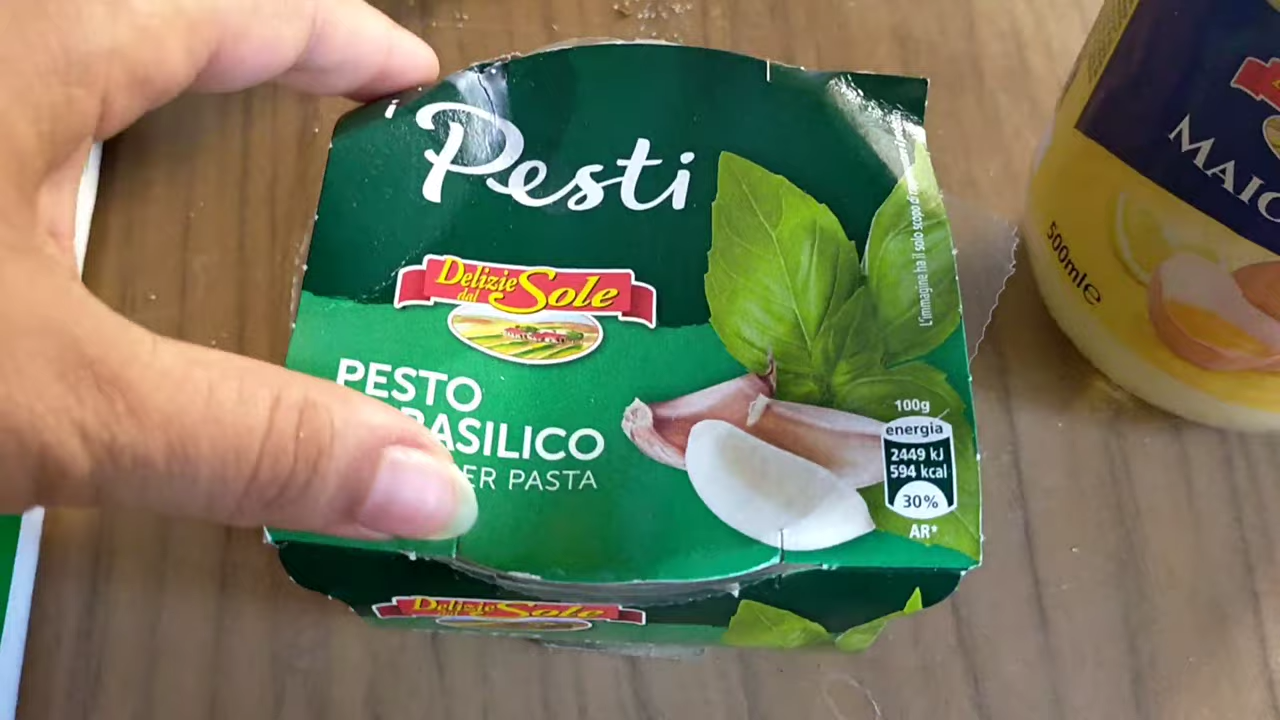 i Pesti
Delizie
dal Sole
PESTO
BASILICO
PER PASTA
L'immagine ha il solo scopo di
100g
energia
2449 kJ
594 kcal
30%
AR*
Delizie
dal Sole
MAIO
500ml e